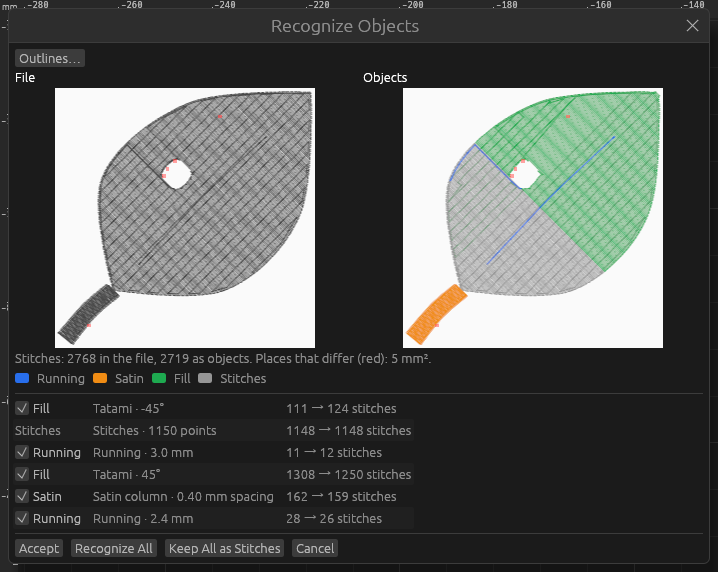 mm -280 -260 -240 -220 -200 -180 -160 -140
Recognize Objects
Outlines...
File Objects
Stitches: 2768 in the file, 2719 as objects. Places that differ (red): 5 mm².
Running Satin Fill Stitches
Fill Tatami · -45° 111 → 124 stitches
Stitches Stitches · 1150 points 1148 → 1148 stitches
Running Running · 3.0 mm 11 → 12 stitches
Fill Tatami · 45° 1308 → 1250 stitches
Satin Satin column · 0.40 mm spacing 162 → 159 stitches
Running Running · 2.4 mm 28 → 26 stitches
Accept Recognize All Keep All as Stitches Cancel